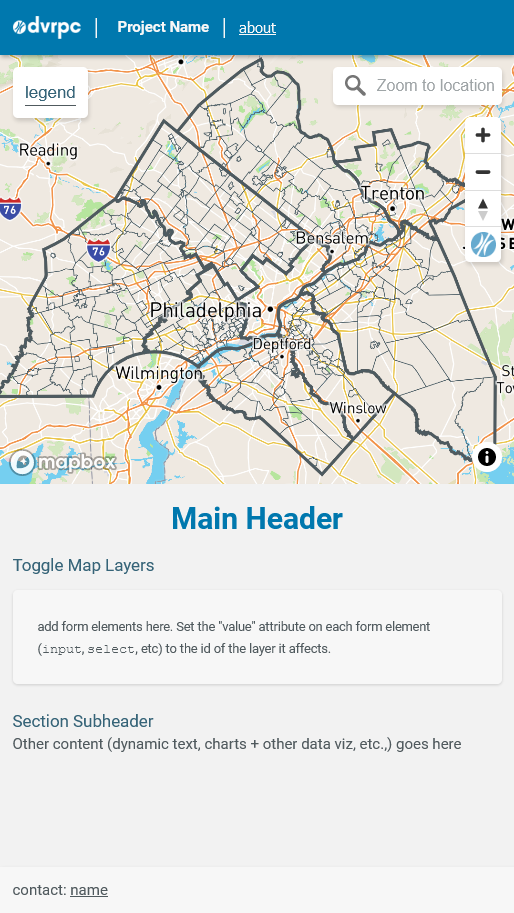 dvrpc | Project Name | about
legend
Zoom to location
Reading
Trenton
76
Bensalem
76
Philadelphia
Deptford
Wilmington
Winslow
mapbox
Main Header
Toggle Map Layers
add form elements here. Set the "value" attribute on each form element
(input, select, etc) to the id of the layer it affects.
Section Subheader
Other content (dynamic text, charts + other data viz, etc.,) goes here
contact: name